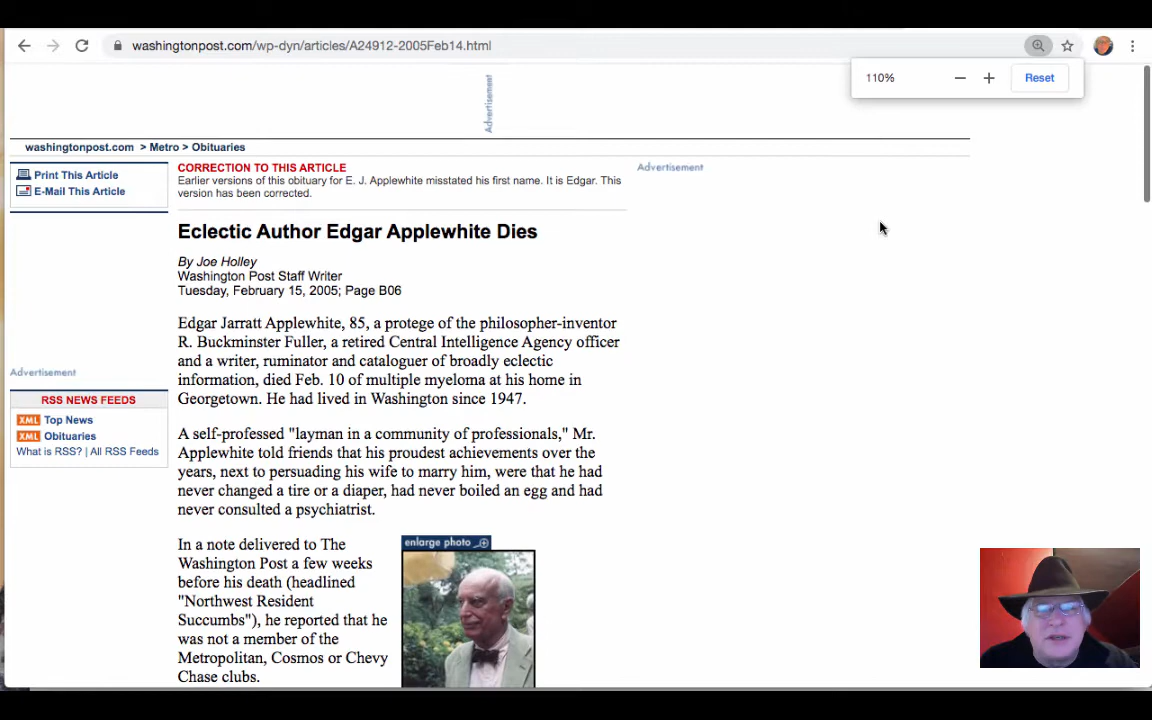 washingtonpost.com/wp-dyn/articles/A24912-2005Feb14.html
110%
Reset
Advertisement
washingtonpost.com > Metro > Obituaries
Print This Article
E-Mail This Article
Advertisement
RSS NEWS FEEDS
XML Top News
XML Obituaries
What is RSS? | All RSS Feeds
CORRECTION TO THIS ARTICLE
Earlier versions of this obituary for E. J. Applewhite misstated his first name. It is Edgar. This
version has been corrected.
Advertisement
Eclectic Author Edgar Applewhite Dies
By Joe Holley
Washington Post Staff Writer
Tuesday, February 15, 2005; Page B06
Edgar Jarratt Applewhite, 85, a protege of the philosopher-inventor
R. Buckminster Fuller, a retired Central Intelligence Agency officer
and a writer, ruminator and cataloguer of broadly eclectic
information, died Feb. 10 of multiple myeloma at his home in
Georgetown. He had lived in Washington since 1947.
A self-professed "layman in a community of professionals," Mr.
Applewhite told friends that his proudest achievements over the
years, next to persuading his wife to marry him, were that he had
never changed a tire or a diaper, had never boiled an egg and had
never consulted a psychiatrist.
In a note delivered to The
Washington Post a few weeks
before his death (headlined
"Northwest Resident
Succumbs"), he reported that he
was not a member of the
Metropolitan, Cosmos or Chevy
Chase clubs.
enlarge photo